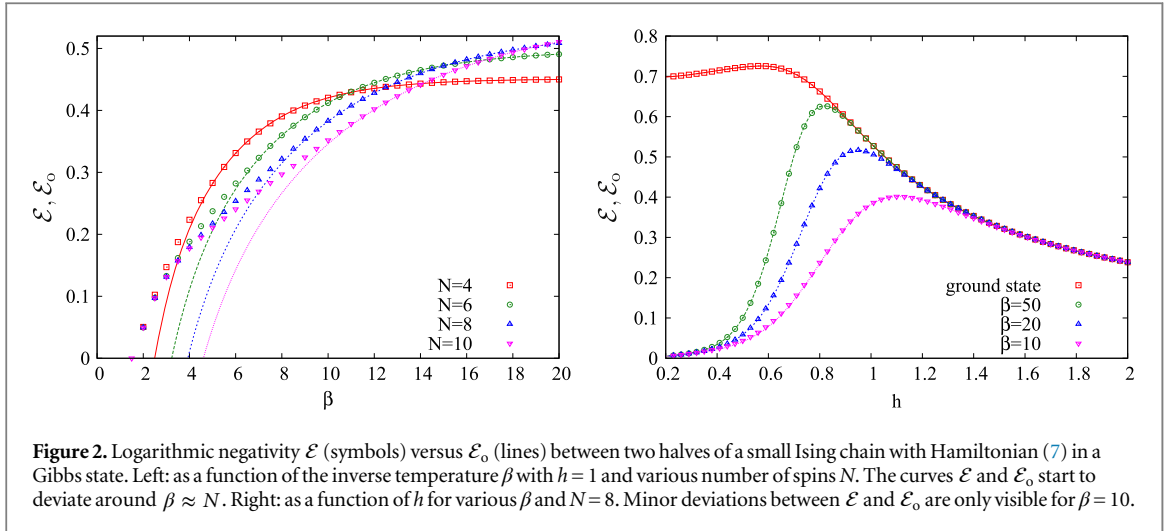 0.5
0.4
0.3
0.2
0.1
0
ℰ, ℰₒ
N=4
N=6
N=8
N=10
0 2 4 6 8 10 12 14 16 18 20
β
0.8
0.7
0.6
0.5
0.4
0.3
0.2
0.1
0
ℰ, ℰₒ
ground state
β=50
β=20
β=10
0.2 0.4 0.6 0.8 1 1.2 1.4 1.6 1.8 2
h
Figure 2. Logarithmic negativity ℰ (symbols) versus ℰₒ (lines) between two halves of a small Ising chain with Hamiltonian (7) in a
Gibbs state. Left: as a function of the inverse temperature β with h = 1 and various number of spins N. The curves ℰ and ℰₒ start to
deviate around β ≈ N. Right: as a function of h for various β and N = 8. Minor deviations between ℰ and ℰₒ are only visible for β = 10.